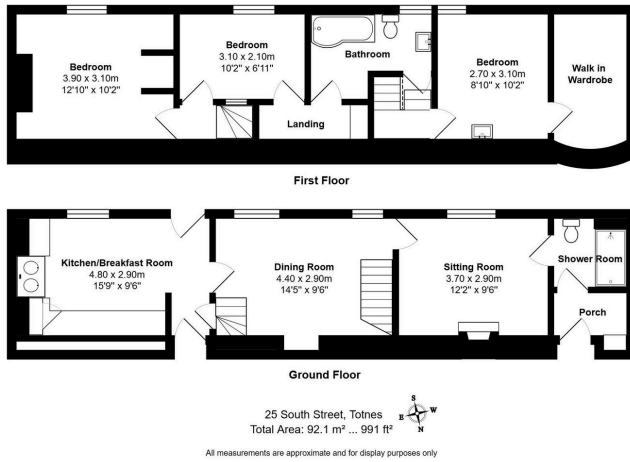 Bedroom
3.90 x 3.10m
12'10" x 10'2"
Bedroom
3.10 x 2.10m
10'2" x 6'11"
Bathroom
Bedroom
2.70 x 3.10m
8'10" x 10'2"
Walk in
Wardrobe
Landing
First Floor
Kitchen/Breakfast Room
4.80 x 2.90m
15'9" x 9'6"
Dining Room
4.40 x 2.90m
14'5" x 9'6"
Sitting Room
3.70 x 2.90m
12'2" x 9'6"
Shower Room
Porch
Ground Floor
25 South Street, Totnes
Total Area: 92.1 m² ... 991 ft²
S
E W
N
All measurements are approximate and for display purposes only